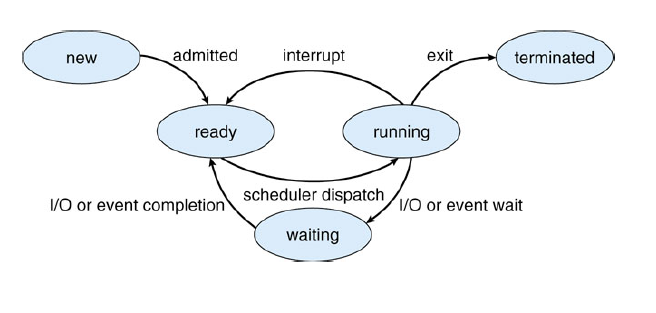 new
admitted
interrupt
exit
terminated
ready
running
scheduler dispatch
I/O or event completion
I/O or event wait
waiting